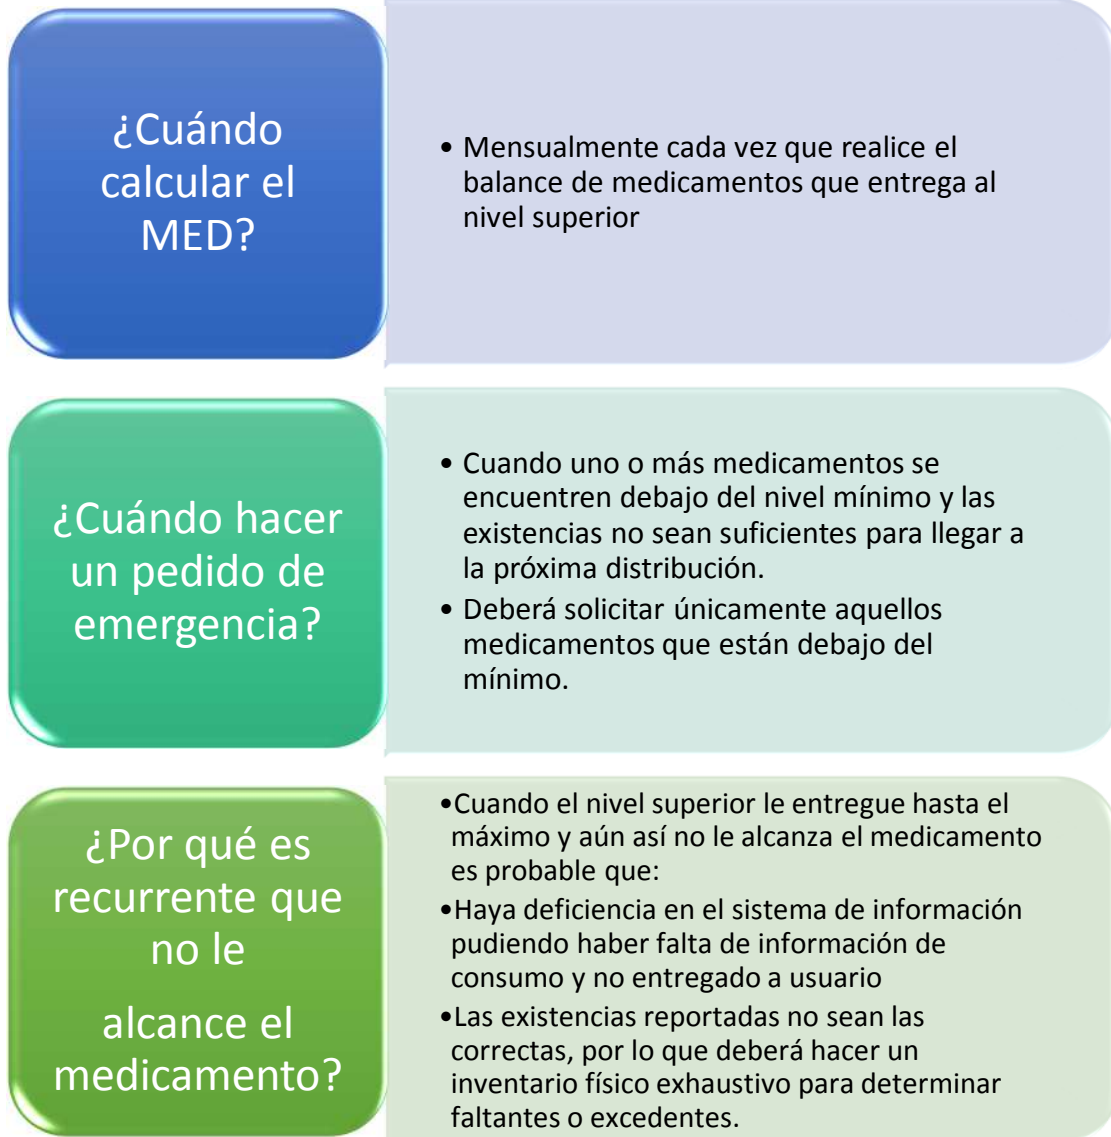 ¿Cuándo
calcular el
MED?
• Mensualmente cada vez que realice el
balance de medicamentos que entrega al
nivel superior
¿Cuándo hacer
un pedido de
emergencia?
• Cuando uno o más medicamentos se
encuentren debajo del nivel mínimo y las
existencias no sean suficientes para llegar a
la próxima distribución.
• Deberá solicitar únicamente aquellos
medicamentos que están debajo del
mínimo.
¿Por qué es
recurrente que
no le
alcance el
medicamento?
•Cuando el nivel superior le entregue hasta el
máximo y aún así no le alcanza el medicamento
es probable que:
•Haya deficiencia en el sistema de información
pudiendo haber falta de información de
consumo y no entregado a usuario
•Las existencias reportadas no sean las
correctas, por lo que deberá hacer un
inventario físico exhaustivo para determinar
faltantes o excedentes.